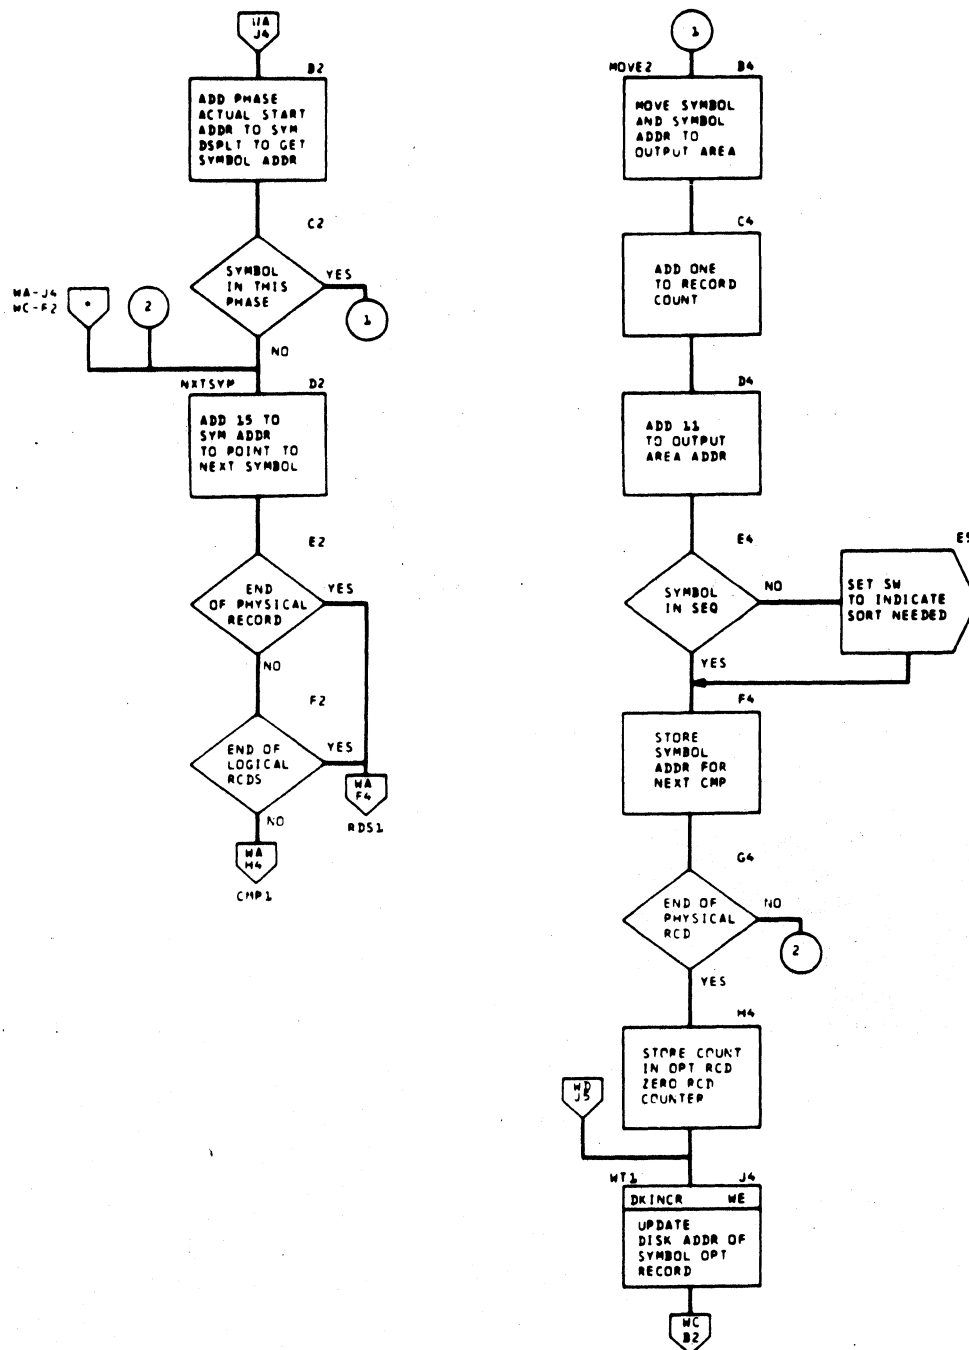 WA
J4
B2
ADD PHASE
ACTUAL START
ADDR TO SYM
DSPLT TO GET
SYMBOL ADDR
C2
SYMBOL
IN THIS
PHASE
YES
1
NO
WA-J4
WC-F2
*
2
NXTSYM
D2
ADD 15 TO
SYM ADDR
TO POINT TO
NEXT SYMBOL
E2
END
OF PHYSICAL
RECORD
YES
NO
F2
END OF
LOGICAL
RCDS
YES
WA
F4
RDS1
NO
WA
H4
CMP1
1
MOVE2
B4
MOVE SYMBOL
AND SYMBOL
ADDR TO
OUTPUT AREA
C4
ADD ONE
TO RECORD
COUNT
D4
ADD 11
TO OUTPUT
AREA ADDR
E4
SYMBOL
IN SEQ
NO
E5
SET SW
TO INDICATE
SORT NEEDED
YES
F4
STORE
SYMBOL
ADDR FOR
NEXT CMP
G4
END OF
PHYSICAL
RCD
NO
2
YES
H4
STORE COUNT
IN OPT RCD
ZERO RCD
COUNTER
WD
J5
WT1
J4
DKINCR WE
UPDATE
DISK ADDR OF
SYMBOL OPT
RECORD
WC
B2